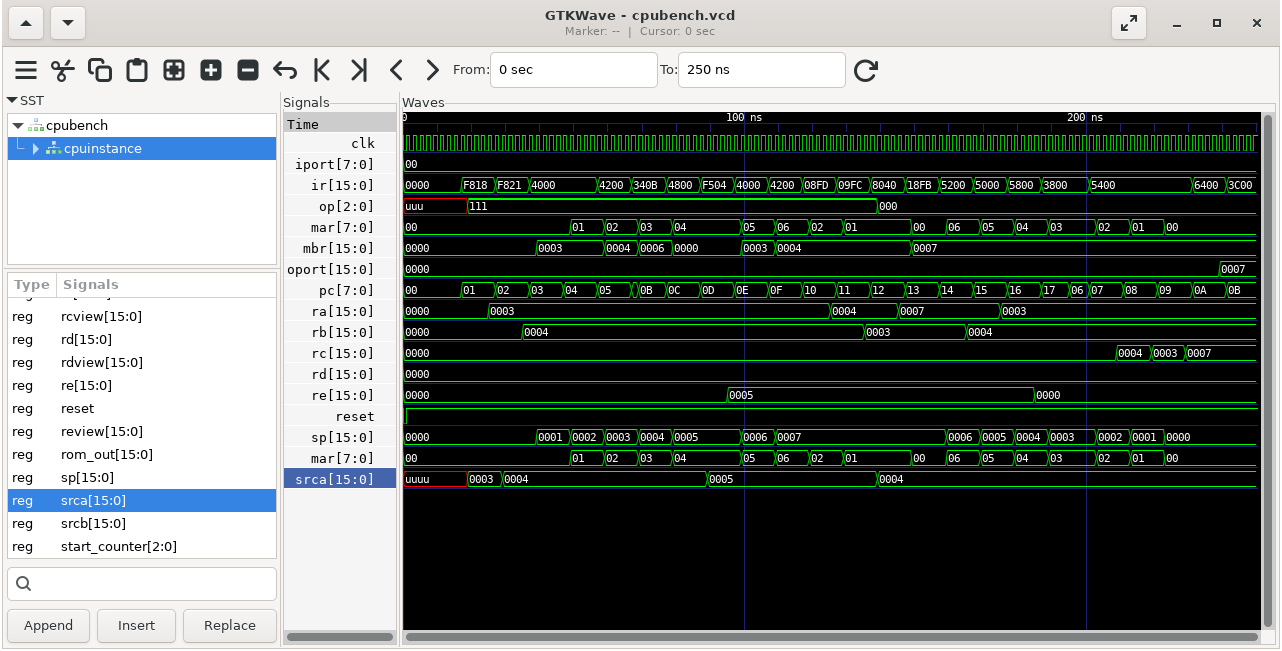 GTKWave - cpubench.vcd
Marker: -- | Cursor: 0 sec
From: 0 sec To: 250 ns
SST
cpubench
cpuinstance
Type Signals
reg rcview[15:0]
reg rd[15:0]
reg rdview[15:0]
reg re[15:0]
reg reset
reg review[15:0]
reg rom_out[15:0]
reg sp[15:0]
reg srca[15:0]
reg srcb[15:0]
reg start_counter[2:0]
Append Insert Replace
Signals
Waves
Time 0 100 ns 200 ns
clk
iport[7:0] 00
ir[15:0] 0000 F818 F821 4000 4200 340B 4800 F504 4000 4200 08FD 09FC 8040 18FB 5200 5000 5800 3800 5400 6400 3C00
op[2:0] uuu 111 000
mar[7:0] 00 01 02 03 04 05 06 02 01 00 06 05 04 03 02 01 00
mbr[15:0] 0000 0003 0004 0006 0000 0003 0004 0007
oport[15:0] 0000 0007
pc[7:0] 00 01 02 03 04 05 0B 0C 0D 0E 0F 10 11 12 13 14 15 16 17 06 07 08 09 0A 0B
ra[15:0] 0000 0003 0004 0007 0003
rb[15:0] 0000 0004 0003 0004
rc[15:0] 0000 0004 0003 0007
rd[15:0] 0000
re[15:0] 0000 0005 0000
reset
sp[15:0] 0000 0001 0002 0003 0004 0005 0006 0007 0006 0005 0004 0003 0002 0001 0000
mar[7:0] 00 01 02 03 04 05 06 02 01 00 06 05 04 03 02 01 00
srca[15:0] uuuu 0003 0004 0005 0004